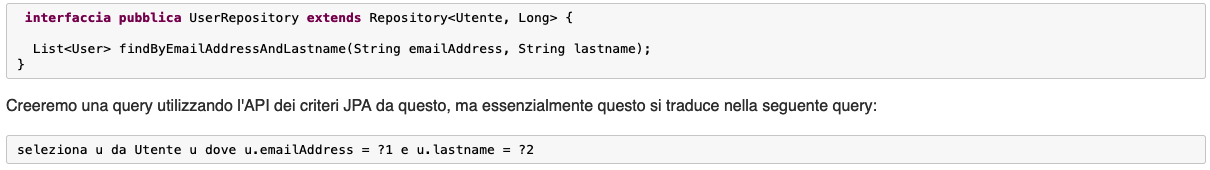 interfaccia pubblica UserRepository extends Repository<Utente, Long> {
List<User> findByEmailAddressAndLastname(String emailAddress, String lastname);
}
Creeremo una query utilizzando l'API dei criteri JPA da questo, ma essenzialmente questo si traduce nella seguente query:
seleziona u da Utente u dove u.emailAddress = ?1 e u.lastname = ?2